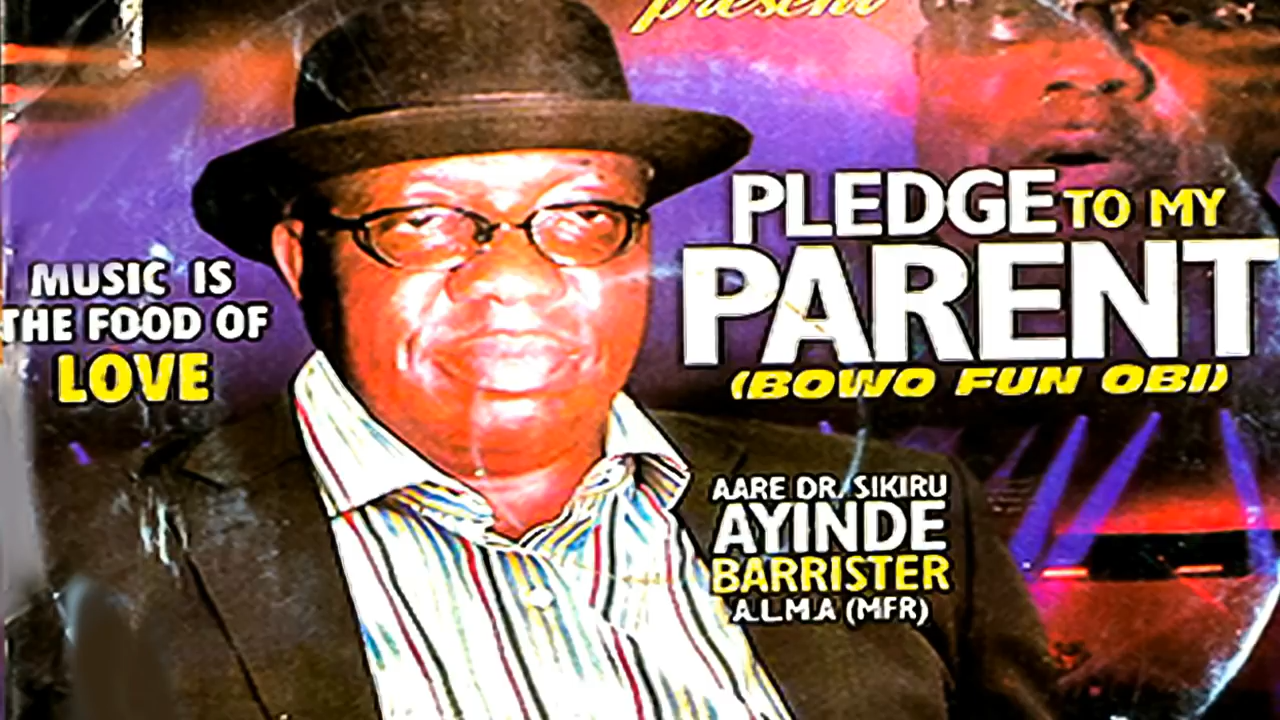 present
MUSIC IS
THE FOOD OF
LOVE
PLEDGE TO MY
PARENT
(BOWO FUN OBI)
AARE DR. SIKIRU
AYINDE
BARRISTER
A.L.M.A (MFR)